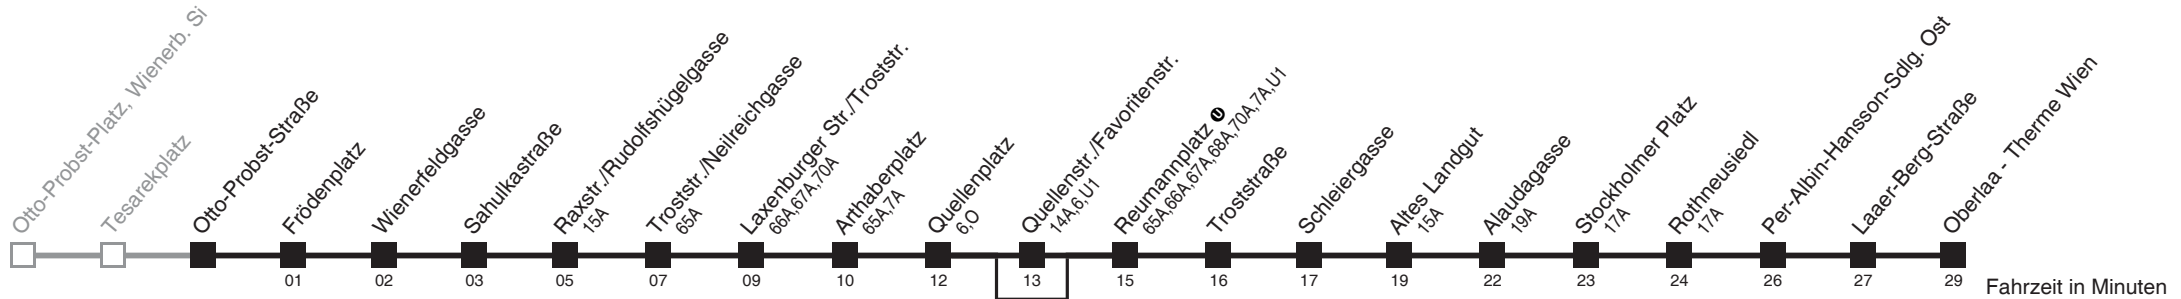 Otto-Probst-Platz, Wienerb. Si
Tesarekplatz
Otto-Probst-Straße
Frödenplatz
01
Wienerfeldgasse
02
Sahulkastraße
03
Raxstr./Rudolfshügelgasse
15A
05
Troststr./Neilreichgasse
65A
07
Laxenburger Str./Troststr.
66A,67A,70A
09
Arthaberplatz
65A,7A
10
Quellenplatz
6,O
12
Quellenstr./Favoritenstr.
14A,6,U1
13
Reumannplatz U
65A,66A,67A,68A,70A,7A,U1
15
Troststraße
16
Schleiergasse
17
Altes Landgut
15A
19
Alaudagasse
19A
22
Stockholmer Platz
17A
23
Rothneusiedl
17A
24
Per-Albin-Hansson-Sdlg. Ost
26
Laaer-Berg-Straße
27
Oberlaa - Therme Wien
29
Fahrzeit in Minuten